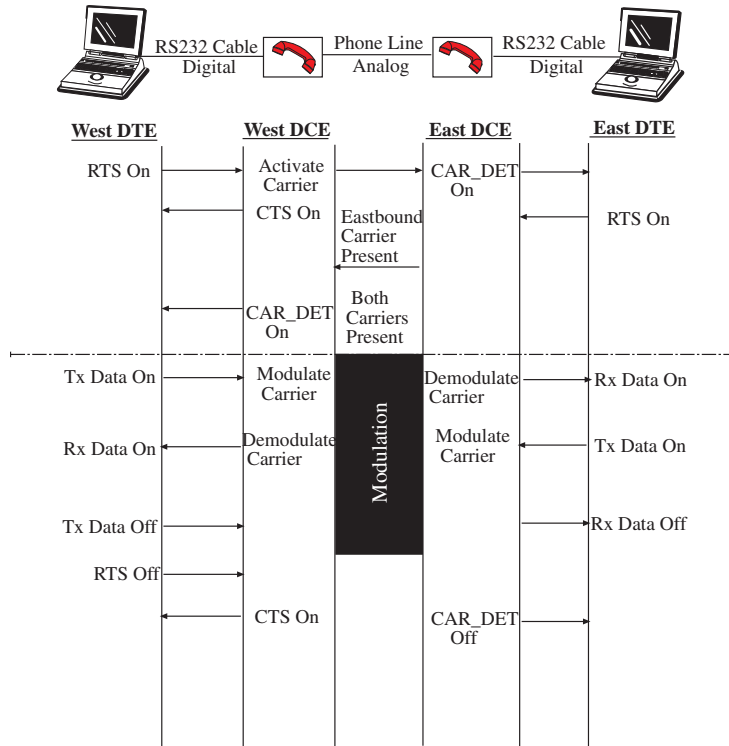 RS232 Cable
Digital
Phone Line
Analog
RS232 Cable
Digital
West DTE
West DCE
East DCE
East DTE
RTS On
Activate
Carrier
CAR_DET
On
CTS On
Eastbound
Carrier
Present
RTS On
CAR_DET
On
Both
Carriers
Present
Tx Data On
Modulate
Carrier
Modulation
Demodulate
Carrier
Rx Data On
Rx Data On
Demodulate
Carrier
Modulate
Carrier
Tx Data On
Tx Data Off
Rx Data Off
RTS Off
CTS On
CAR_DET
Off